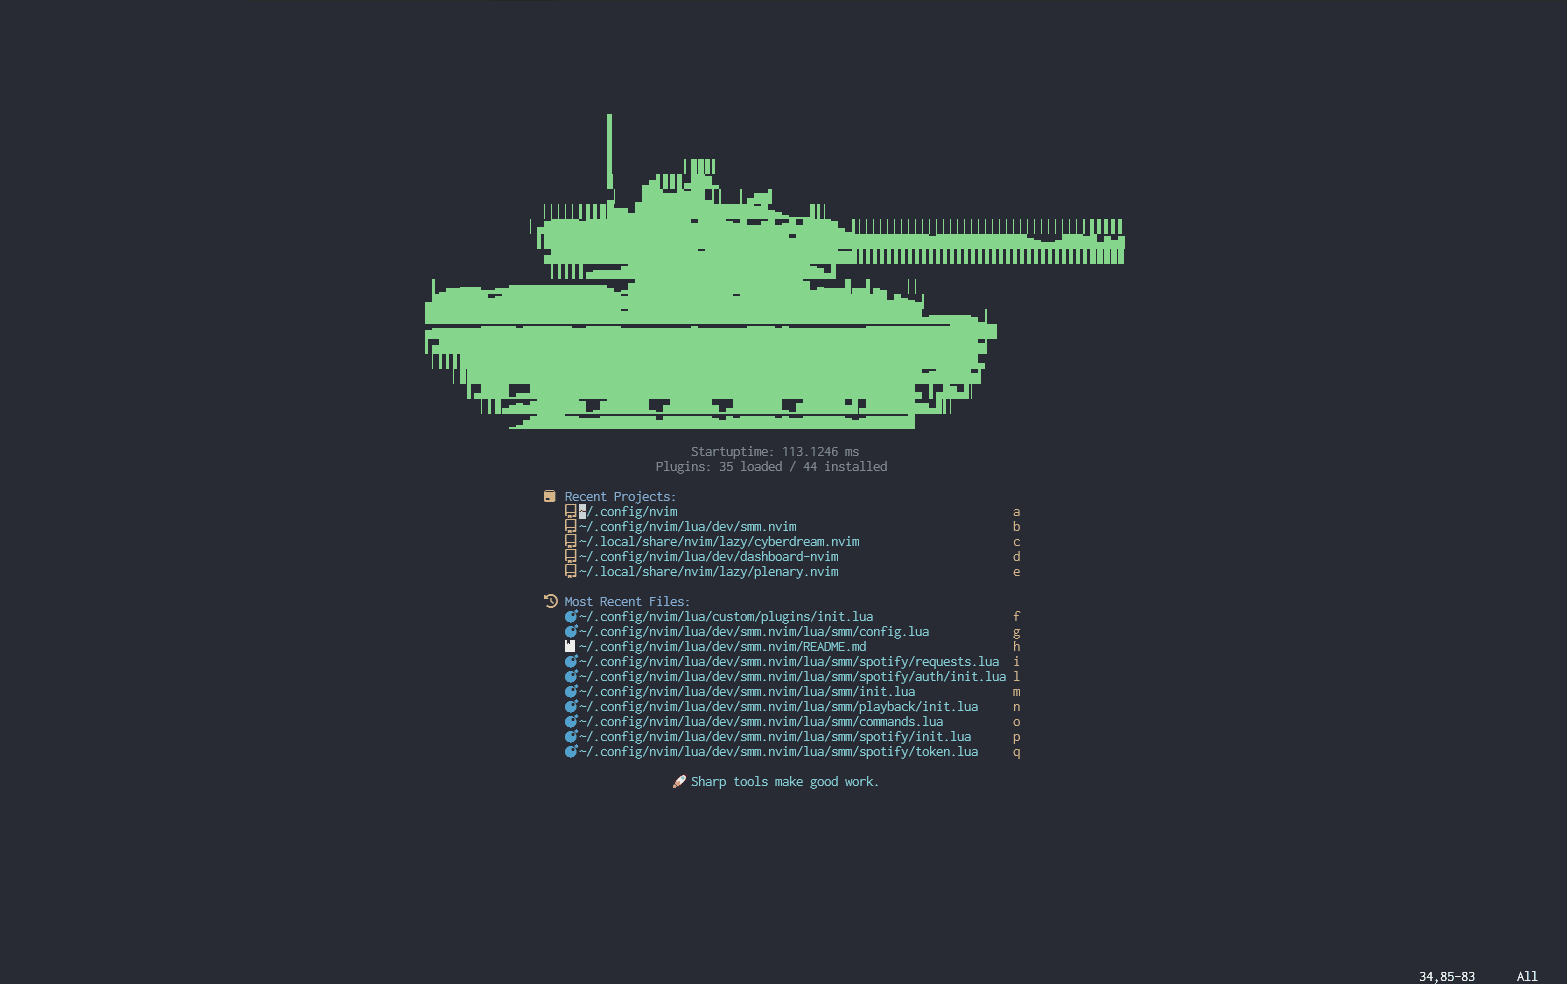 Startuptime: 113.1246 ms
Plugins: 35 loaded / 44 installed
Recent Projects:
~/.config/nvim a
~/.config/nvim/lua/dev/smm.nvim b
~/.local/share/nvim/lazy/cyberdream.nvim c
~/.config/nvim/lua/dev/dashboard-nvim d
~/.local/share/nvim/lazy/plenary.nvim e
Most Recent Files:
~/.config/nvim/lua/custom/plugins/init.lua f
~/.config/nvim/lua/dev/smm.nvim/lua/smm/config.lua g
~/.config/nvim/lua/dev/smm.nvim/README.md h
~/.config/nvim/lua/dev/smm.nvim/lua/smm/spotify/requests.lua i
~/.config/nvim/lua/dev/smm.nvim/lua/smm/spotify/auth/init.lua l
~/.config/nvim/lua/dev/smm.nvim/lua/smm/init.lua m
~/.config/nvim/lua/dev/smm.nvim/lua/smm/playback/init.lua n
~/.config/nvim/lua/dev/smm.nvim/lua/smm/commands.lua o
~/.config/nvim/lua/dev/smm.nvim/lua/smm/spotify/init.lua p
~/.config/nvim/lua/dev/smm.nvim/lua/smm/spotify/token.lua q
🚀 Sharp tools make good work.
34,85-83 All